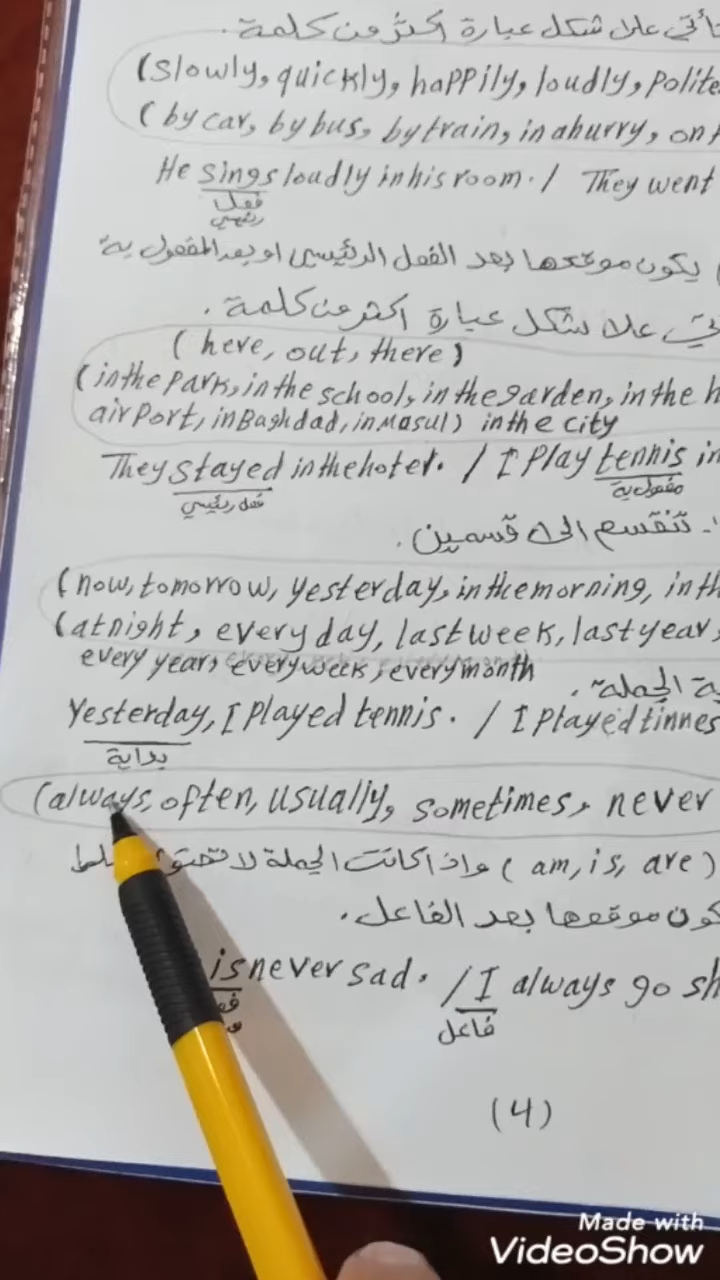 تأتي على شكل عبارة اكثر من كلمة .
(slowly, quickly, happily, loudly, Polite
(by car, by bus, by train, in a hurry, on f
He sings loudly in his room. / They went
فعل
رئيسي
يكون موقعها بعد الفعل الرئيسي او بعد المفعول به
على شكل عبارة اكثر من كلمة .
(here, out, there)
(in the Park, in the school, in the garden, in the h
airPort, in Baghdad, in Masul) in the city
They stayed in the hotel. / I Play tennis in
فعل رئيسي
مفعول به
تنقسم الى قسمين .
(now, tomorrow, yesterday, in the morning, in th
(at night, every day, last week, last year,
every year, every week, every month
ية الجملة .
Yesterday, I Played tennis. / I Played tinnes
بداية
(always, often, usually, sometimes, never
(am, is, are) واذا كانت الجملة لا تحتوي
كون موقعها بعد الفاعل .
is never sad. / I always go sh
فاعل
(4)
Made with
VideoShow